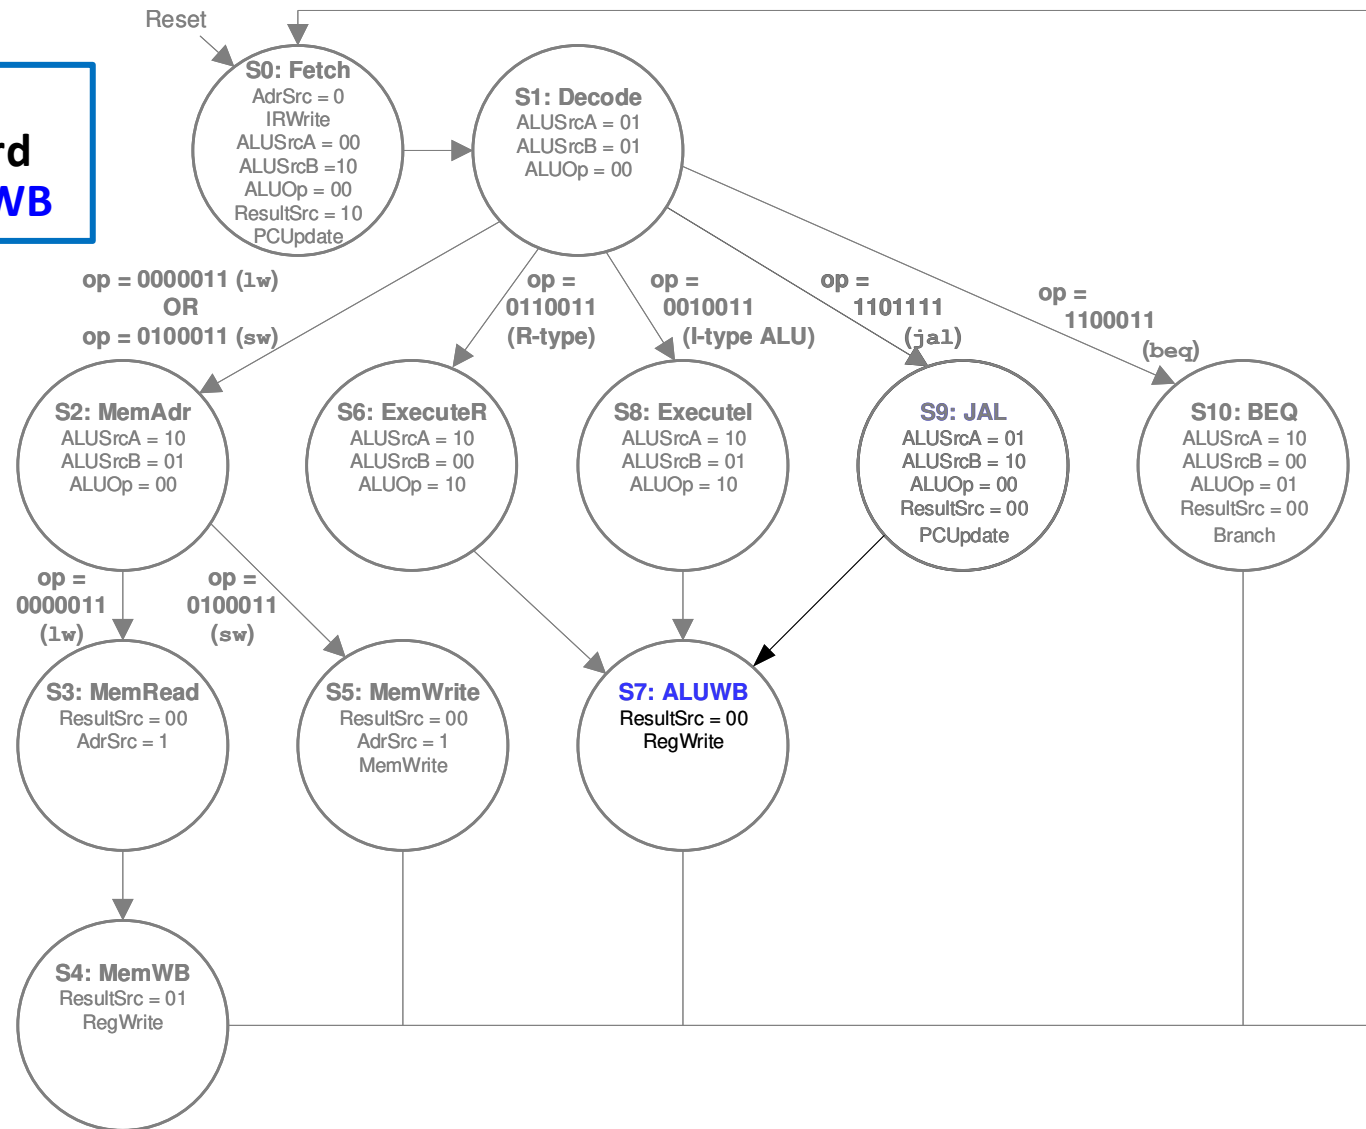 Reset
rd
WB
S0: Fetch
AdrSrc = 0
IRWrite
ALUSrcA = 00
ALUSrcB =10
ALUOp = 00
ResultSrc = 10
PCUpdate
S1: Decode
ALUSrcA = 01
ALUSrcB = 01
ALUOp = 00
op = 0000011 (lw)
OR
op = 0100011 (sw)
op =
0110011
(R-type)
op =
0010011
(I-type ALU)
op =
1101111
(jal)
op =
1100011
(beq)
S2: MemAdr
ALUSrcA = 10
ALUSrcB = 01
ALUOp = 00
S6: ExecuteR
ALUSrcA = 10
ALUSrcB = 00
ALUOp = 10
S8: ExecuteI
ALUSrcA = 10
ALUSrcB = 01
ALUOp = 10
S9: JAL
ALUSrcA = 01
ALUSrcB = 10
ALUOp = 00
ResultSrc = 00
PCUpdate
S10: BEQ
ALUSrcA = 10
ALUSrcB = 00
ALUOp = 01
ResultSrc = 00
Branch
op =
0000011
(lw)
op =
0100011
(sw)
S3: MemRead
ResultSrc = 00
AdrSrc = 1
S5: MemWrite
ResultSrc = 00
AdrSrc = 1
MemWrite
S7: ALUWB
ResultSrc = 00
RegWrite
S4: MemWB
ResultSrc = 01
RegWrite